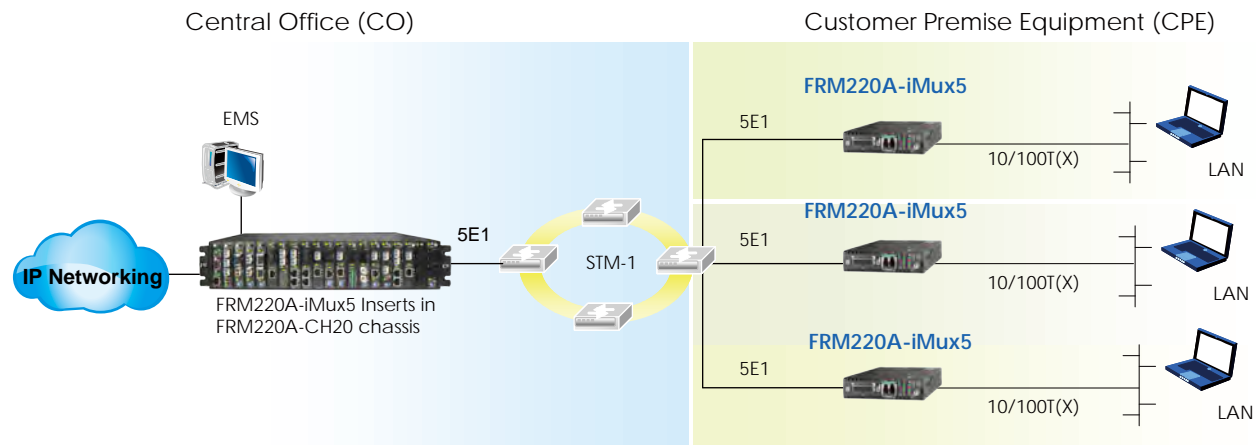 Central Office (CO)
Customer Premise Equipment (CPE)
EMS
IP Networking
FRM220A-iMux5 Inserts in
FRM220A-CH20 chassis
5E1
STM-1
FRM220A-iMux5
5E1
10/100T(X)
LAN
FRM220A-iMux5
5E1
10/100T(X)
LAN
FRM220A-iMux5
5E1
10/100T(X)
LAN